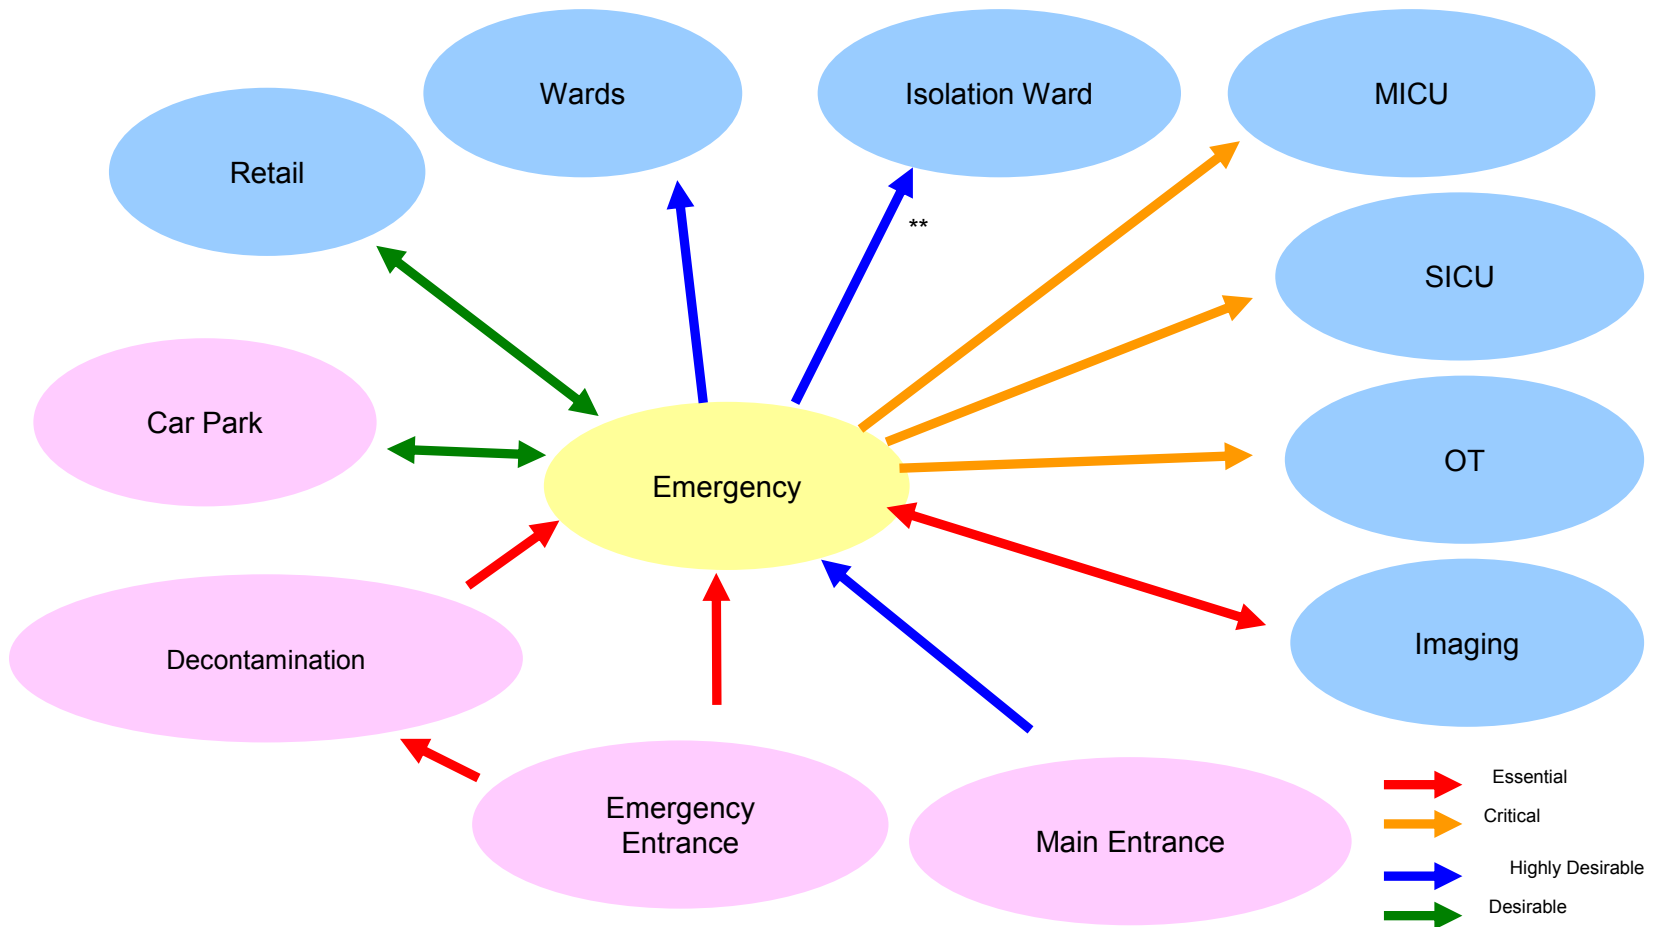 Wards
Isolation Ward
MICU
Retail
**
SICU
Car Park
OT
Emergency
Imaging
Decontamination
Emergency
Entrance
Main Entrance
Essential
Critical
Highly Desirable
Desirable